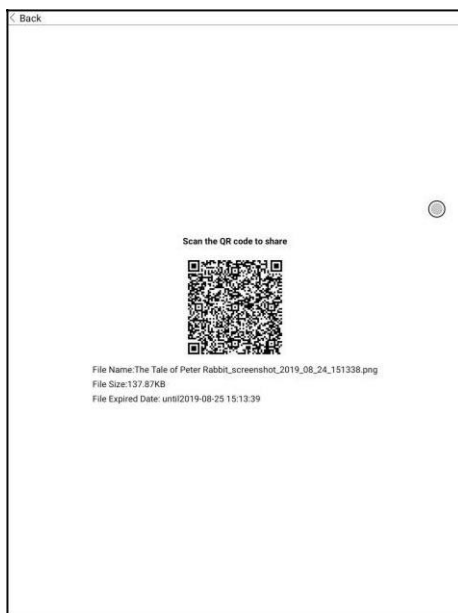 Back
Scan the QR code to share
File Name:The Tale of Peter Rabbit_screenshot_2019_08_24_151338.png
File Size:137.87KB
File Expired Date: until2019-08-25 15:13:39